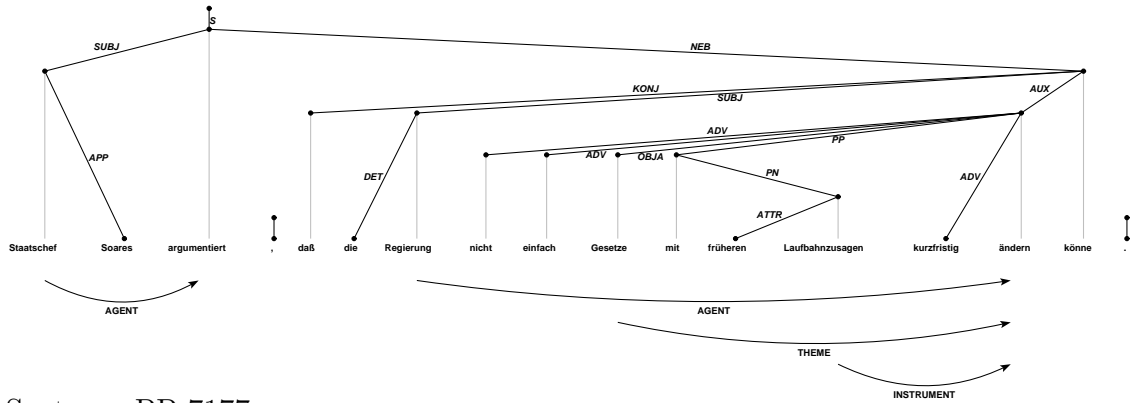 S
SUBJ NEB
KONJ SUBJ AUX
ADV
APP ADV OBJA PP
DET PN ADV
ATTR
Staatschef Soares argumentiert , daß die Regierung nicht einfach Gesetze mit früheren Laufbahnzusagen kurzfristig ändern könne .
AGENT AGENT
THEME
INSTRUMENT